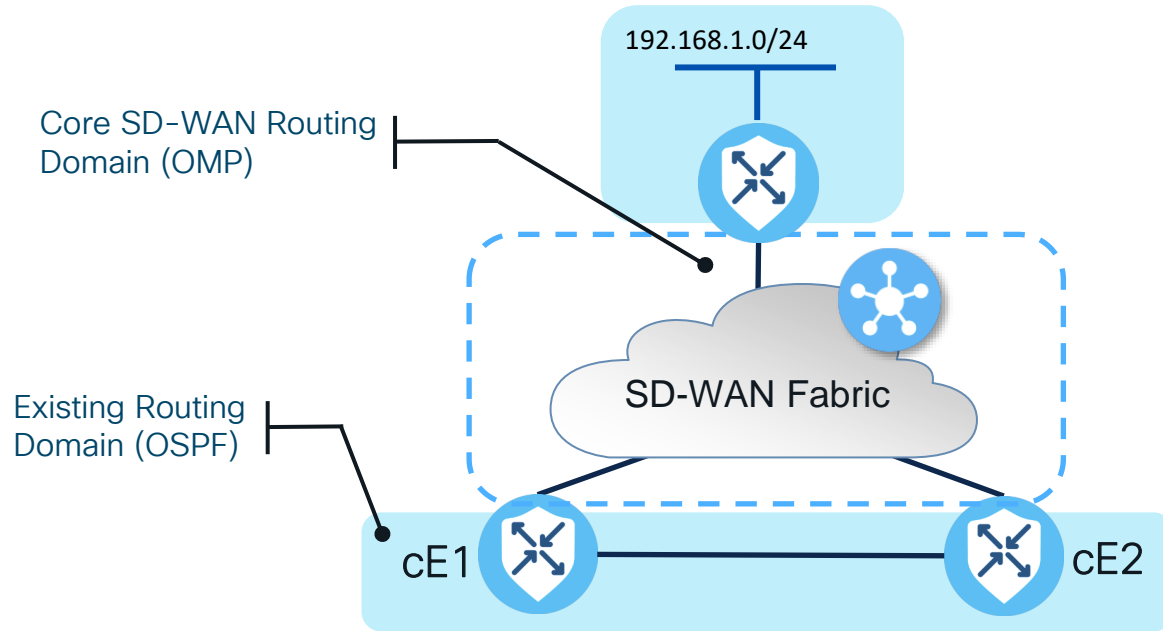 192.168.1.0/24
Core SD-WAN Routing
Domain (OMP)
SD-WAN Fabric
Existing Routing
Domain (OSPF)
cE1
cE2